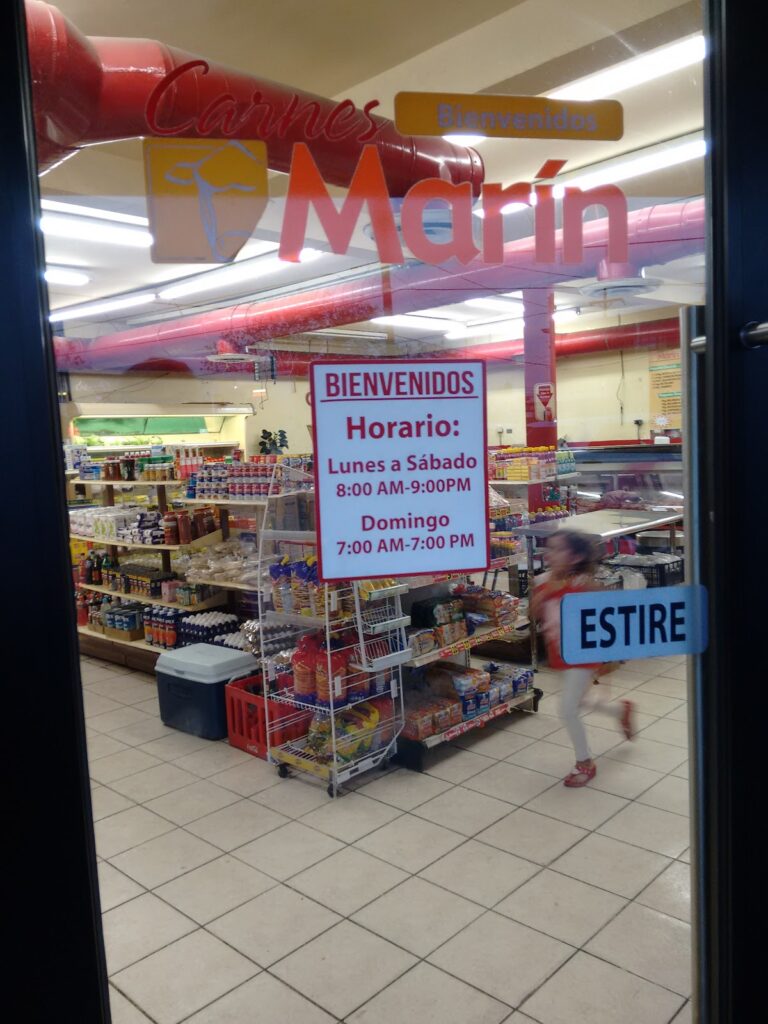 Carnes
Bienvenidos
Marín
BIENVENIDOS
Horario:
Lunes a Sábado
8:00 AM-9:00PM
Domingo
7:00 AM-7:00 PM
ESTIRE